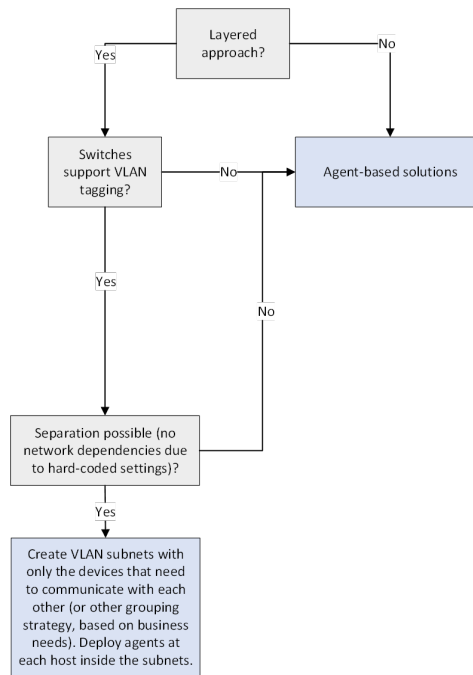 Layered
approach?
Yes
No
Switches
support VLAN
tagging?
No
Agent-based solutions
Yes
No
Separation possible (no
network dependencies due
to hard-coded settings)?
Yes
Create VLAN subnets with
only the devices that need
to communicate with each
other (or other grouping
strategy, based on business
needs). Deploy agents at
each host inside the subnets.